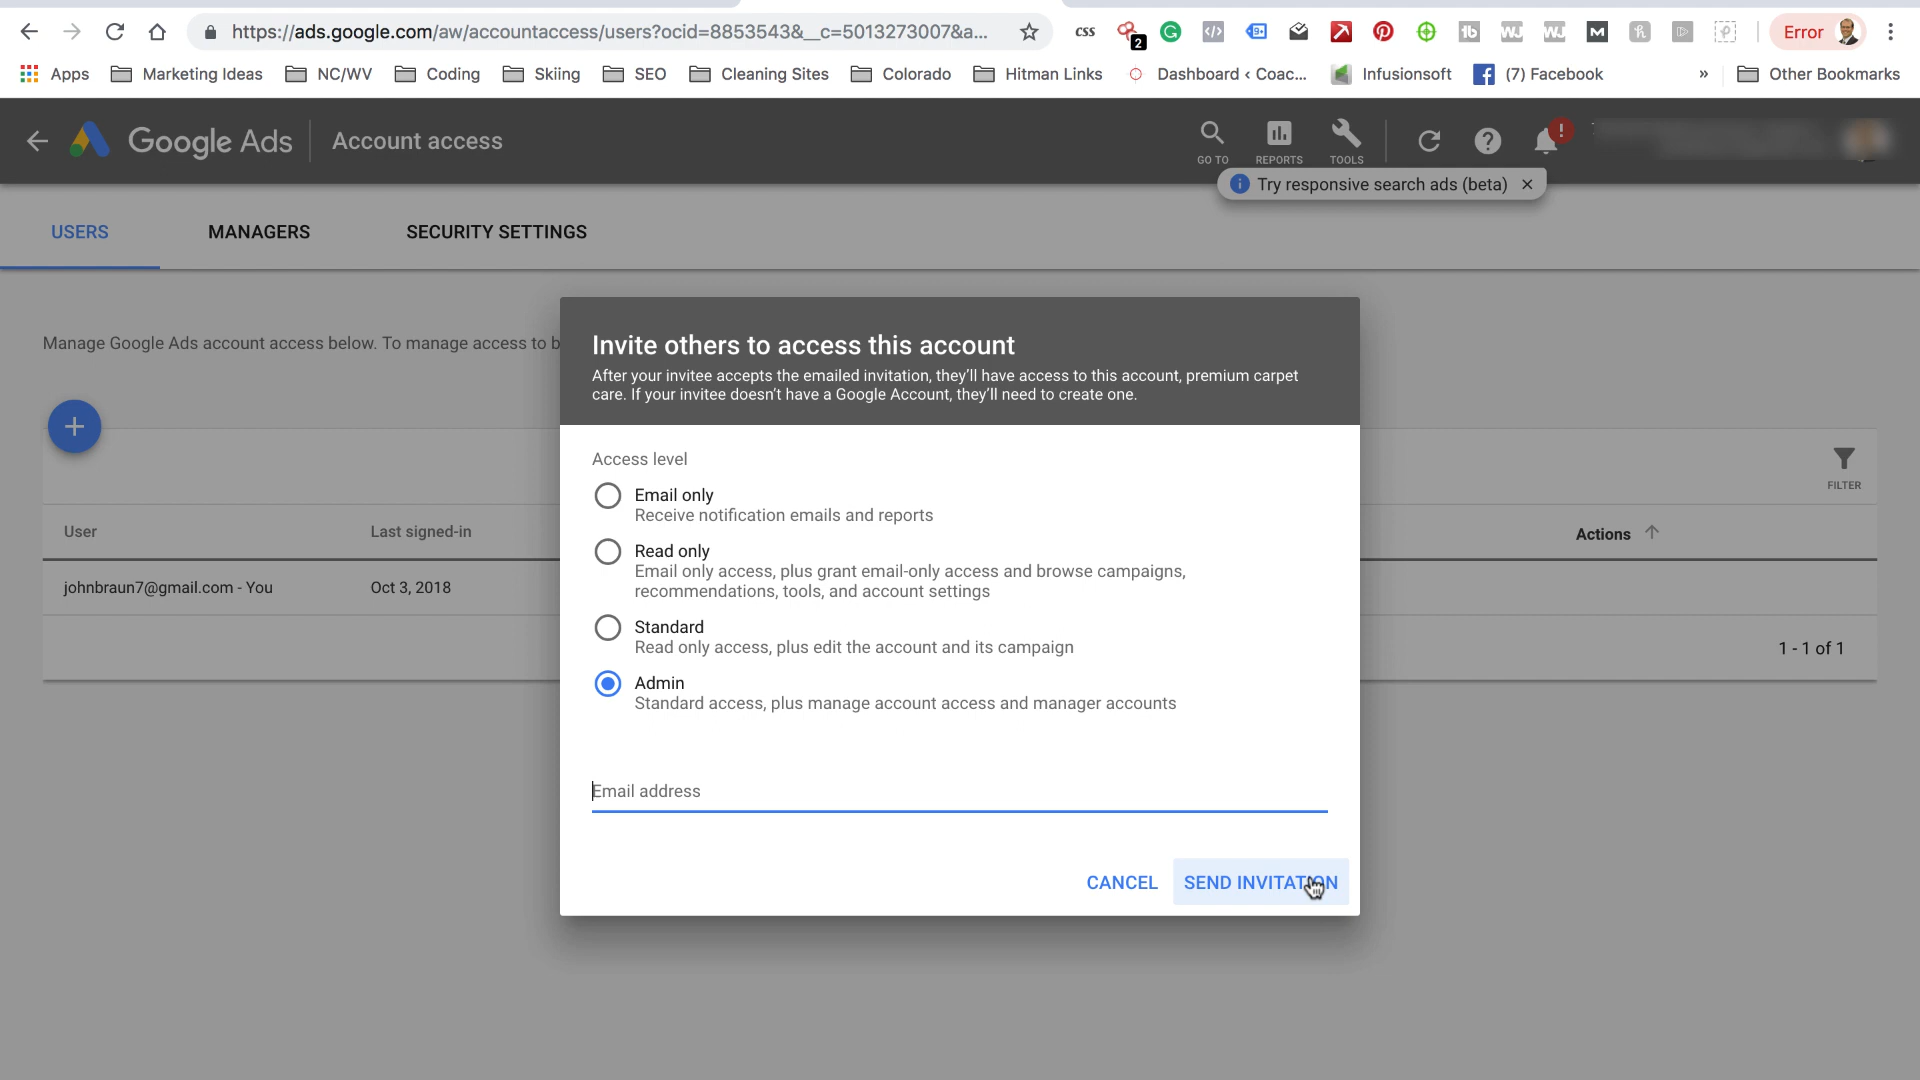 https://ads.google.com/aw/accountaccess/users?ocid=8853543&__c=5013273007&a...
css
2
Error
Apps
Marketing Ideas
NC/WV
Coding
Skiing
SEO
Cleaning Sites
Colorado
Hitman Links
Dashboard ‹ Coac...
Infusionsoft
(7) Facebook
»
Other Bookmarks
Google Ads
Account access
GO TO
REPORTS
TOOLS
Try responsive search ads (beta)
USERS
MANAGERS
SECURITY SETTINGS
Manage Google Ads account access below. To manage access to b
FILTER
User
Last signed-in
Actions
johnbraun7@gmail.com - You
Oct 3, 2018
1 - 1 of 1
Invite others to access this account
After your invitee accepts the emailed invitation, they’ll have access to this account, premium carpet
care. If your invitee doesn’t have a Google Account, they’ll need to create one.
Access level
Email only
Receive notification emails and reports
Read only
Email only access, plus grant email-only access and browse campaigns,
recommendations, tools, and account settings
Standard
Read only access, plus edit the account and its campaign
Admin
Standard access, plus manage account access and manager accounts
Email address
CANCEL
SEND INVITATION